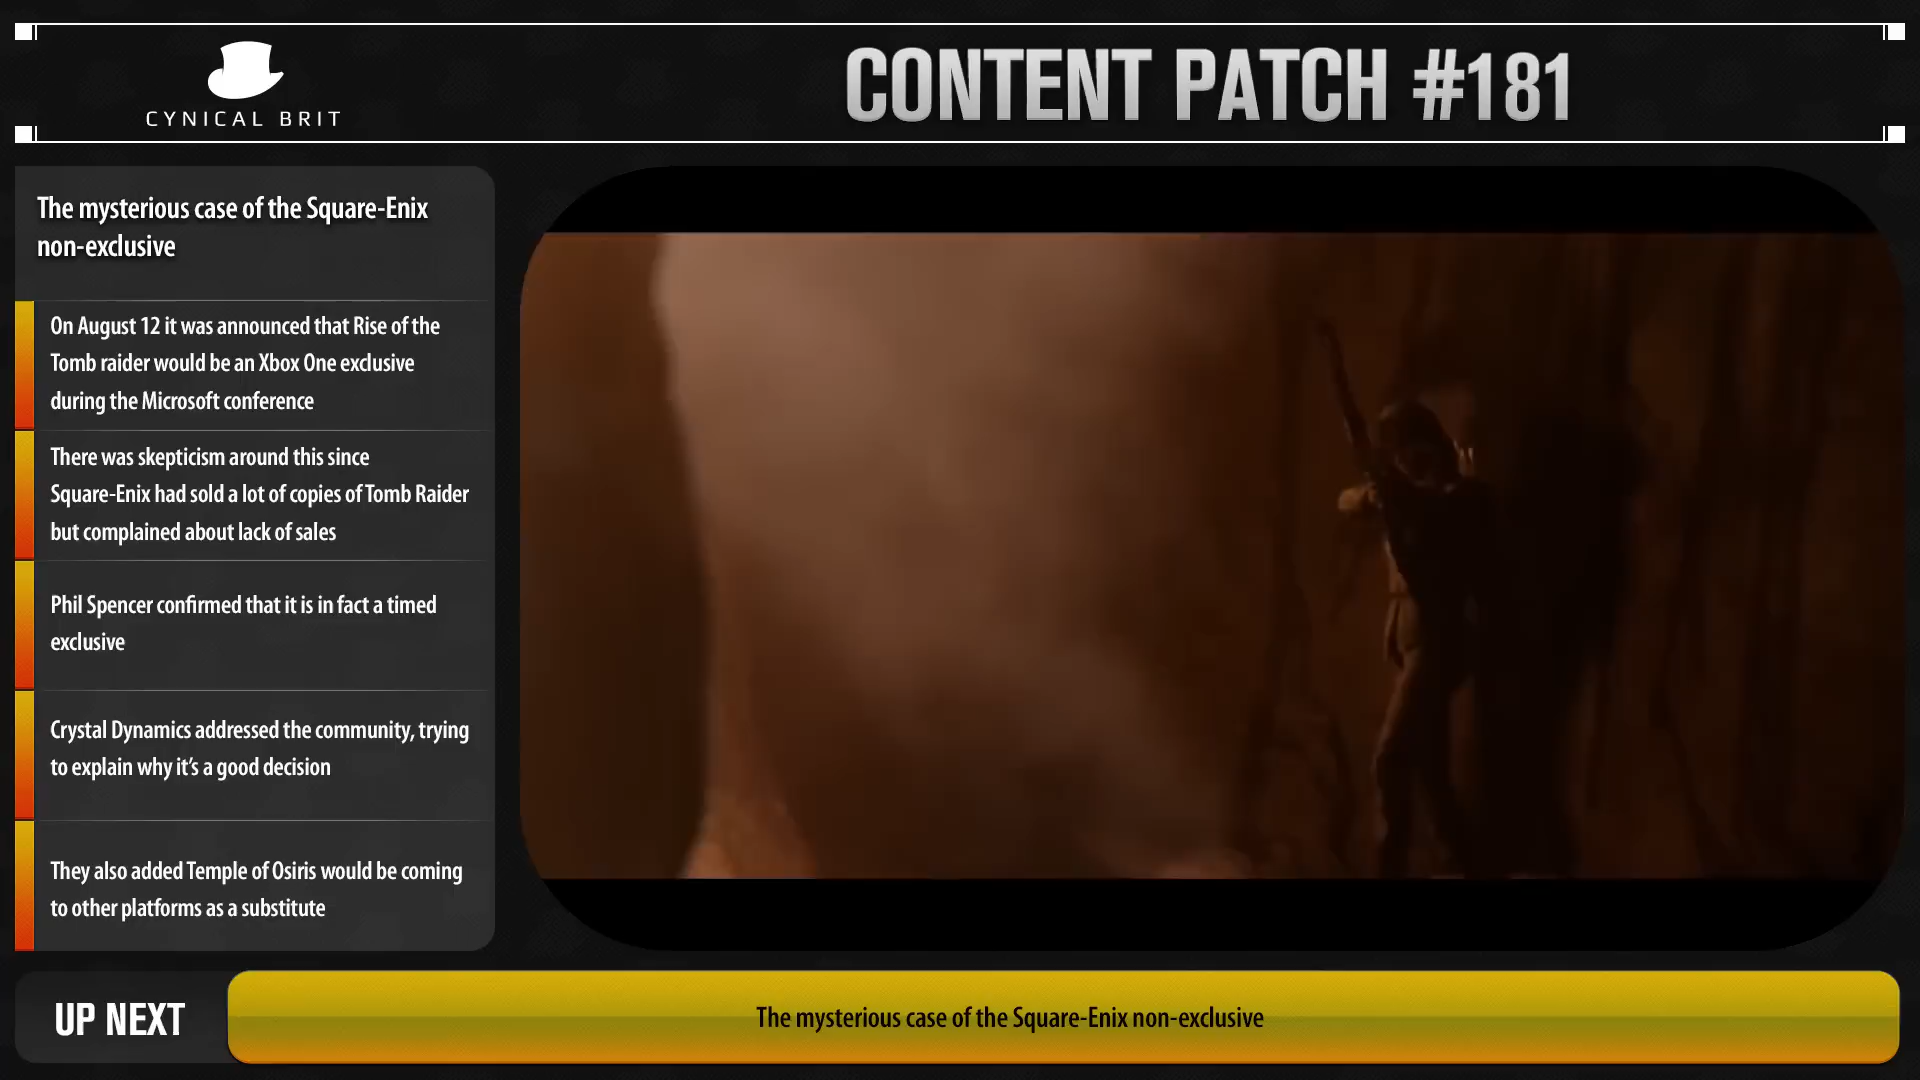 CYNICAL BRIT
CONTENT PATCH #181
The mysterious case of the Square-Enix
non-exclusive
On August 12 it was announced that Rise of the
Tomb raider would be an Xbox One exclusive
during the Microsoft conference
There was skepticism around this since
Square-Enix had sold a lot of copies of Tomb Raider
but complained about lack of sales
Phil Spencer confirmed that it is in fact a timed
exclusive
Crystal Dynamics addressed the community, trying
to explain why it's a good decision
They also added Temple of Osiris would be coming
to other platforms as a substitute
UP NEXT
The mysterious case of the Square-Enix non-exclusive